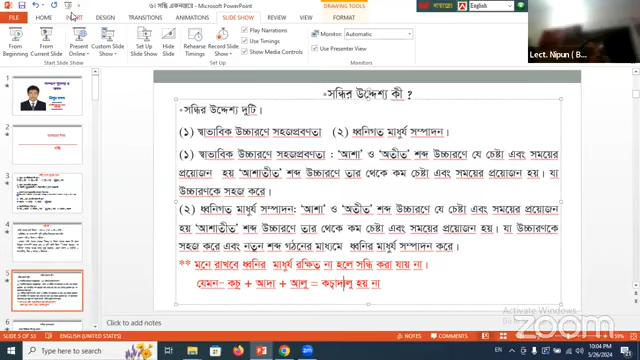 ৩। সন্ধি একনজরে - Microsoft PowerPoint
DRAWING TOOLS
English
FILE HOME INSERT DESIGN TRANSITIONS ANIMATIONS SLIDE SHOW REVIEW VIEW FORMAT
From Beginning
From Current Slide
Present Online
Custom Slide Show
Set Up Slide Show
Hide Slide
Rehearse Timings
Record Slide Show
Play Narrations
Use Timings
Show Media Controls
Monitor: Automatic
Use Presenter View
Start Slide Show
Set Up
Monitors
Lect. Nipun ( B...
1
2
3
4
5
6
সন্ধির উদ্দেশ্য কী ?
সন্ধির উদ্দেশ্য দুটি।
(১) স্বাভাবিক উচ্চারণে সহজপ্রবণতা (২) ধ্বনিগত মাধুর্য সম্পাদন।
(১) স্বাভাবিক উচ্চারণে সহজপ্রবণতা : ‘আশা’ ও ‘অতীত’ শব্দ উচ্চারণে যে চেষ্টা এবং সময়ের
প্রয়োজন হয় ‘আশাতীত’ শব্দ উচ্চারণে তার থেকে কম চেষ্টা এবং সময়ের প্রয়োজন হয়। যা
উচ্চারণকে সহজ করে।
(২) ধ্বনিগত মাধুর্য সম্পাদন: ‘আশা’ ও ‘অতীত’ শব্দ উচ্চারণে যে চেষ্টা এবং সময়ের প্রয়োজন
হয় ‘আশাতীত’ শব্দ উচ্চারণে তার থেকে কম চেষ্টা এবং সময়ের প্রয়োজন হয়। যা উচ্চারণকে
সহজ করে এবং নতুন শব্দ গঠনের মাধ্যমে ধ্বনির মাধুর্য সম্পাদন করে।
** মনে রাখবে ধ্বনির মাধুর্য রক্ষিত না হলে সন্ধি করা যায় না।
যেমন- কচু + আদা + আলু = কচ্বাদালু হয় না
Activate Windows
zoom
Click to add notes
SLIDE 5 OF 53
ENGLISH (UNITED STATES)
NOTES
COMMENTS
Type here to search
10:04 PM
5/26/2024